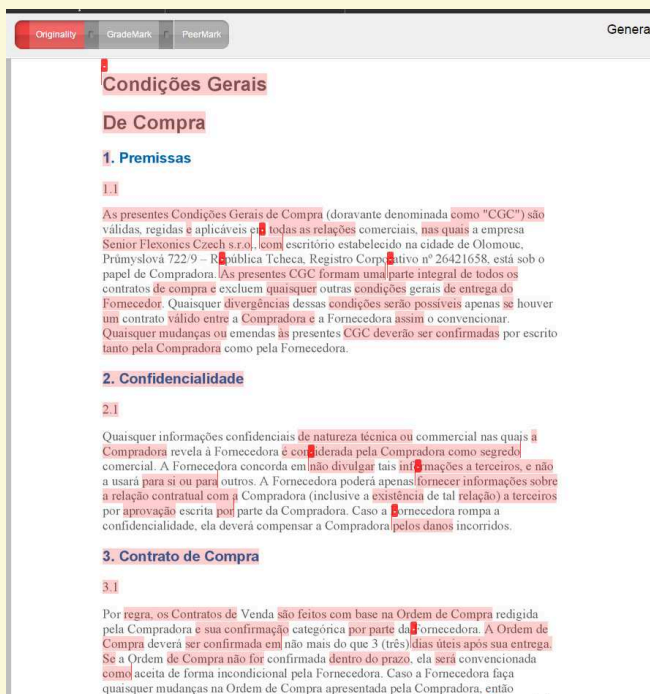 Originality GradeMark PeerMark Genera
Condições Gerais
De Compra
1. Premissas
1.1
As presentes Condições Gerais de Compra (doravante denominada como "CGC") são
válidas, regidas e aplicáveis em todas as relações comerciais, nas quais a empresa
Senior Flexonics Czech s.r.o., com escritório estabelecido na cidade de Olomouc,
Průmyslová 722/9 – República Tcheca, Registro Corporativo nº 26421658, está sob o
papel de Compradora. As presentes CGC formam uma parte integral de todos os
contratos de compra e excluem quaisquer outras condições gerais de entrega do
Fornecedor. Quaisquer divergências dessas condições serão possíveis apenas se houver
um contrato válido entre a Compradora e a Fornecedora assim o convencionar.
Quaisquer mudanças ou emendas às presentes CGC deverão ser confirmadas por escrito
tanto pela Compradora como pela Fornecedora.
2. Confidencialidade
2.1
Quaisquer informações confidenciais de natureza técnica ou commercial nas quais a
Compradora revela à Fornecedora é considerada pela Compradora como segredo
comercial. A Fornecedora concorda em não divulgar tais informações a terceiros, e não
a usará para si ou para outros. A Fornecedora poderá apenas fornecer informações sobre
a relação contratual com a Compradora (inclusive a existência de tal relação) a terceiros
por aprovação escrita por parte da Compradora. Caso a Fornecedora rompa a
confidencialidade, ela deverá compensar a Compradora pelos danos incorridos.
3. Contrato de Compra
3.1
Por regra, os Contratos de Venda são feitos com base na Ordem de Compra redigida
pela Compradora e sua confirmação categórica por parte da Fornecedora. A Ordem de
Compra deverá ser confirmada em não mais do que 3 (três) dias úteis após sua entrega.
Se a Ordem de Compra não for confirmada dentro do prazo, ela será convencionada
como aceita de forma incondicional pela Fornecedora. Caso a Fornecedora faça
quaisquer mudanças na Ordem de Compra apresentada pela Compradora, então